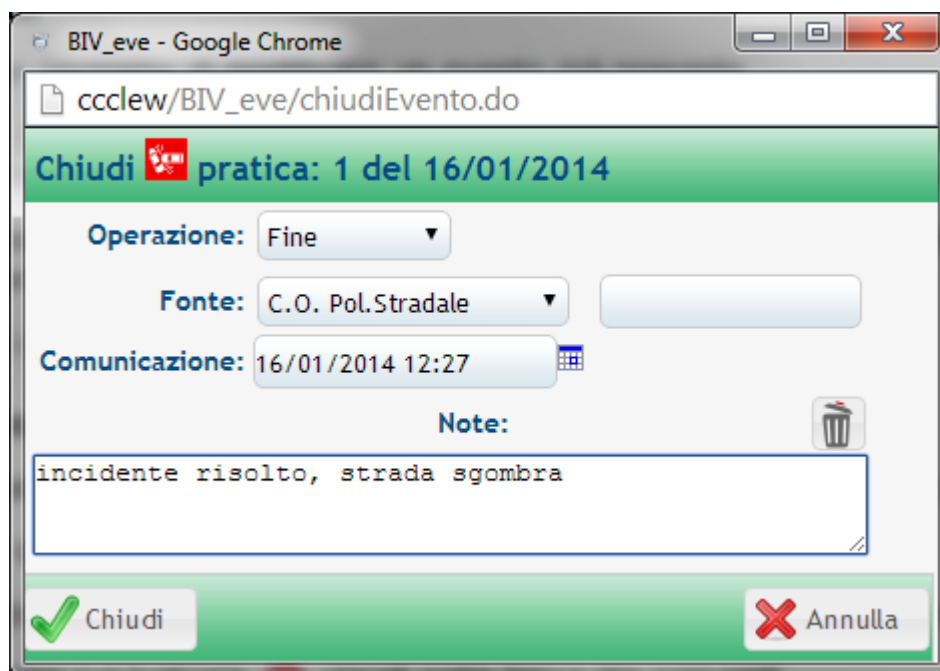 BIV_eve - Google Chrome
ccclew/BIV_eve/chiudiEvento.do
Chiudi pratica: 1 del 16/01/2014
Operazione: Fine
Fonte: C.O. Pol.Stradale
Comunicazione: 16/01/2014 12:27
Note:
incidente risolto, strada sgombra
Chiudi Annulla